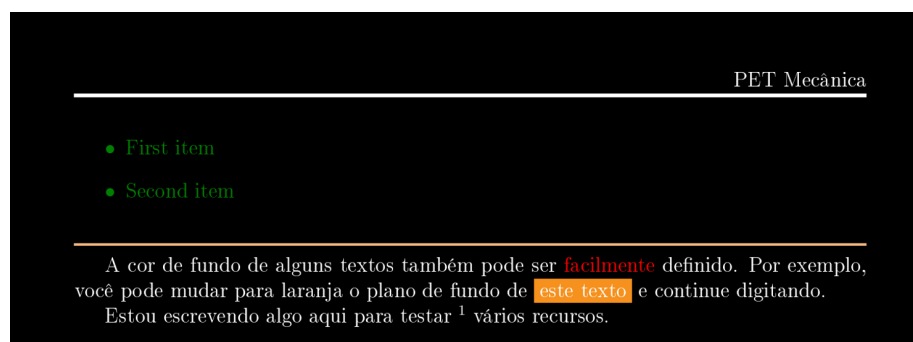 PET Mecânica
• First item
• Second item
A cor de fundo de alguns textos também pode ser facilmente definido. Por exemplo,
você pode mudar para laranja o plano de fundo de este texto e continue digitando.
Estou escrevendo algo aqui para testar ¹ vários recursos.